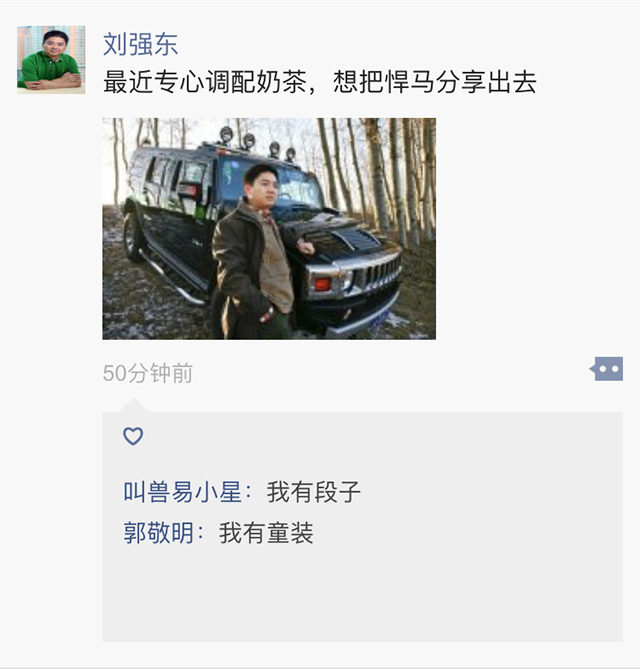 刘强东
最近专心调配奶茶，想把悍马分享出去
50分钟前
叫兽易小星：我有段子
郭敬明：我有童装